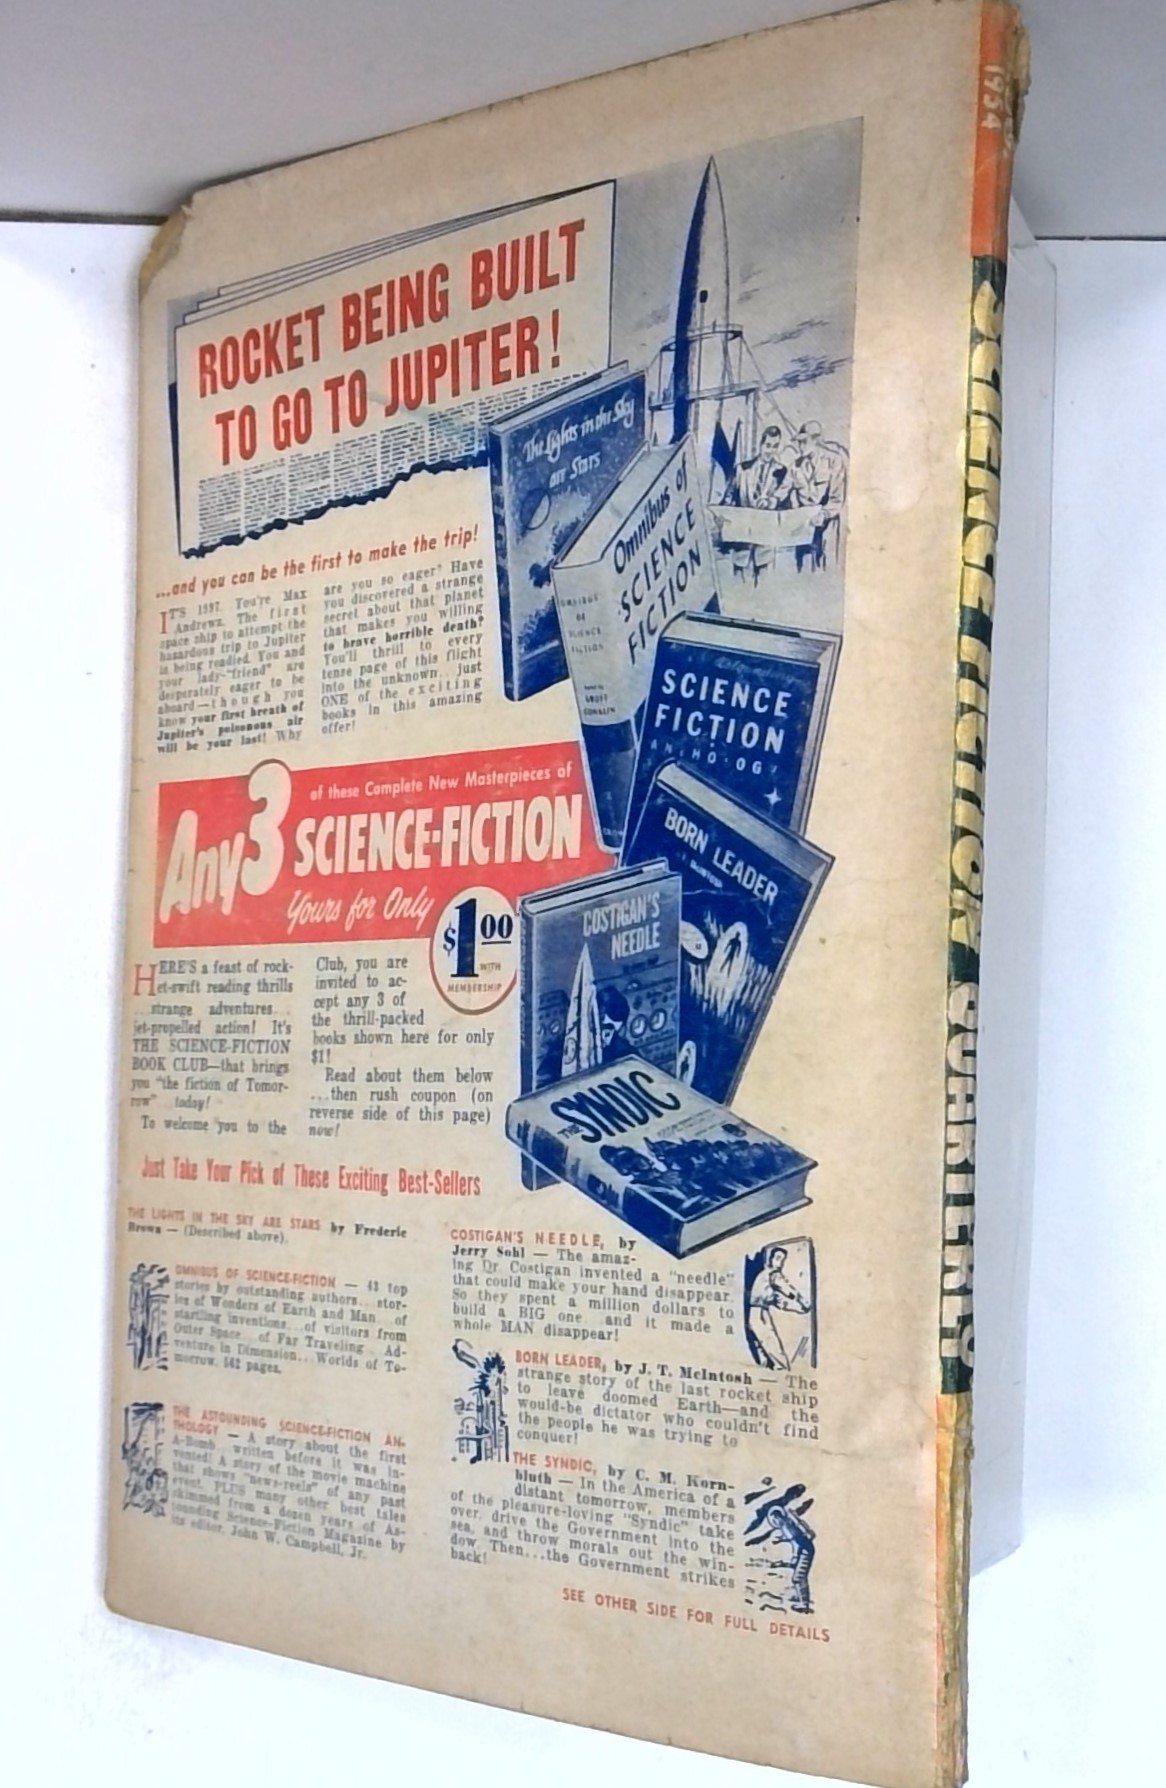 1954
SCIENCE FICTION QUARTERLY
ROCKET BEING BUILT
TO GO TO JUPITER!
...and you can be the first to make the trip!
IT'S 1997. You're Max
Andrews. The first
space ship to attempt the
hazardous trip to Jupiter
is being readied. You and
your lady-"friend" are
desperately eager to be
aboard—though you
know your first breath of
Jupiter's poisonous air
will be your last! Why
are you so eager? Have
you discovered a strange
secret about that planet
that makes you willing
to brave horrible death?
You'll thrill to every
tense page of this flight
into the unknown... just
ONE of the exciting
books in this amazing
offer!
The Lights in the Sky
are Stars
Omnibus of
SCIENCE
FICTION
OMNIBUS
OF
SCIENCE
FICTION
SCIENCE
FICTION
ANTHOLOGY
BORN LEADER
COSTIGAN'S
NEEDLE
THE SYNDIC
Any 3 of these Complete New Masterpieces of
SCIENCE-FICTION
Yours for Only
$1.00
WITH
MEMBERSHIP
HERE'S a feast of rock-
et-swift reading thrills
...strange adventures...
jet-propelled action! It's
THE SCIENCE-FICTION
BOOK CLUB—that brings
you "the fiction of Tomor-
row"...today!
To welcome you to the
Club, you are
invited to ac-
cept any 3 of
the thrill-packed
books shown here for only
$1!
Read about them below
...then rush coupon (on
reverse side of this page)
now!
Just Take Your Pick of These Exciting Best-Sellers
THE LIGHTS IN THE SKY ARE STARS by Frederic
Brown — (Described above).
OMNIBUS OF SCIENCE-FICTION — 43 top
stories by outstanding authors...stor-
ies of Wonders of Earth and Man...of
startling inventions...of visitors from
Outer Space...of Far Traveling...Ad-
venture in Dimension...Worlds of To-
morrow. 562 pages.
THE ASTOUNDING SCIENCE-FICTION AN-
THOLOGY — A story about the first
A-Bomb...written before it was in-
vented! A story of the movie machine
that shows "news-reels" of any past
event. PLUS many other best tales
skimmed from a dozen years of As-
tounding Science-Fiction Magazine by
its editor, John W. Campbell, Jr.
COSTIGAN'S NEEDLE, by
Jerry Sohl — The amaz-
ing Dr. Costigan invented a "needle"
that could make your hand disappear.
So they spent a million dollars to
build a BIG one...and it made a
whole MAN disappear!
BORN LEADER, by J. T. McIntosh — The
strange story of the last rocket ship
to leave doomed Earth—and the
would-be dictator who couldn't find
the people he was trying to
conquer!
THE SYNDIC, by C. M. Korn-
bluth — In the America of a
distant tomorrow, members
of the pleasure-loving "Syndic" take
over, drive the Government into the
sea, and throw morals out the win-
dow. Then...the Government strikes
back!
SEE OTHER SIDE FOR FULL DETAILS